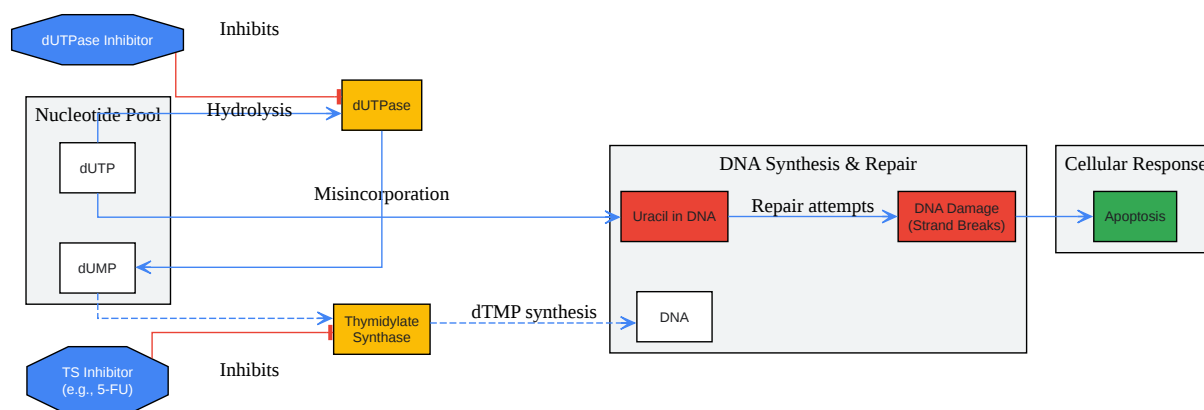 Inhibits
dUTPase Inhibitor
Nucleotide Pool
Hydrolysis
dUTPase
dUTP
Misincorporation
DNA Synthesis & Repair
Cellular Response
Uracil in DNA
Repair attempts
DNA Damage
(Strand Breaks)
Apoptosis
dUMP
Thymidylate
Synthase
dTMP synthesis
DNA
TS Inhibitor
(e.g., 5-FU)
Inhibits